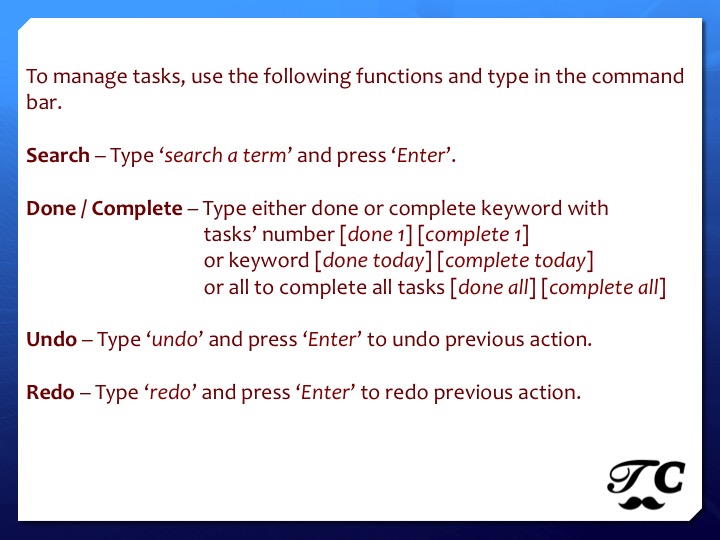 To manage tasks, use the following functions and type in the command
bar.
Search – Type ‘search a term’ and press ‘Enter’.
Done / Complete – Type either done or complete keyword with
tasks’ number [done 1] [complete 1]
or keyword [done today] [complete today]
or all to complete all tasks [done all] [complete all]
Undo – Type ‘undo’ and press ‘Enter’ to undo previous action.
Redo – Type ‘redo’ and press ‘Enter’ to redo previous action.
TC